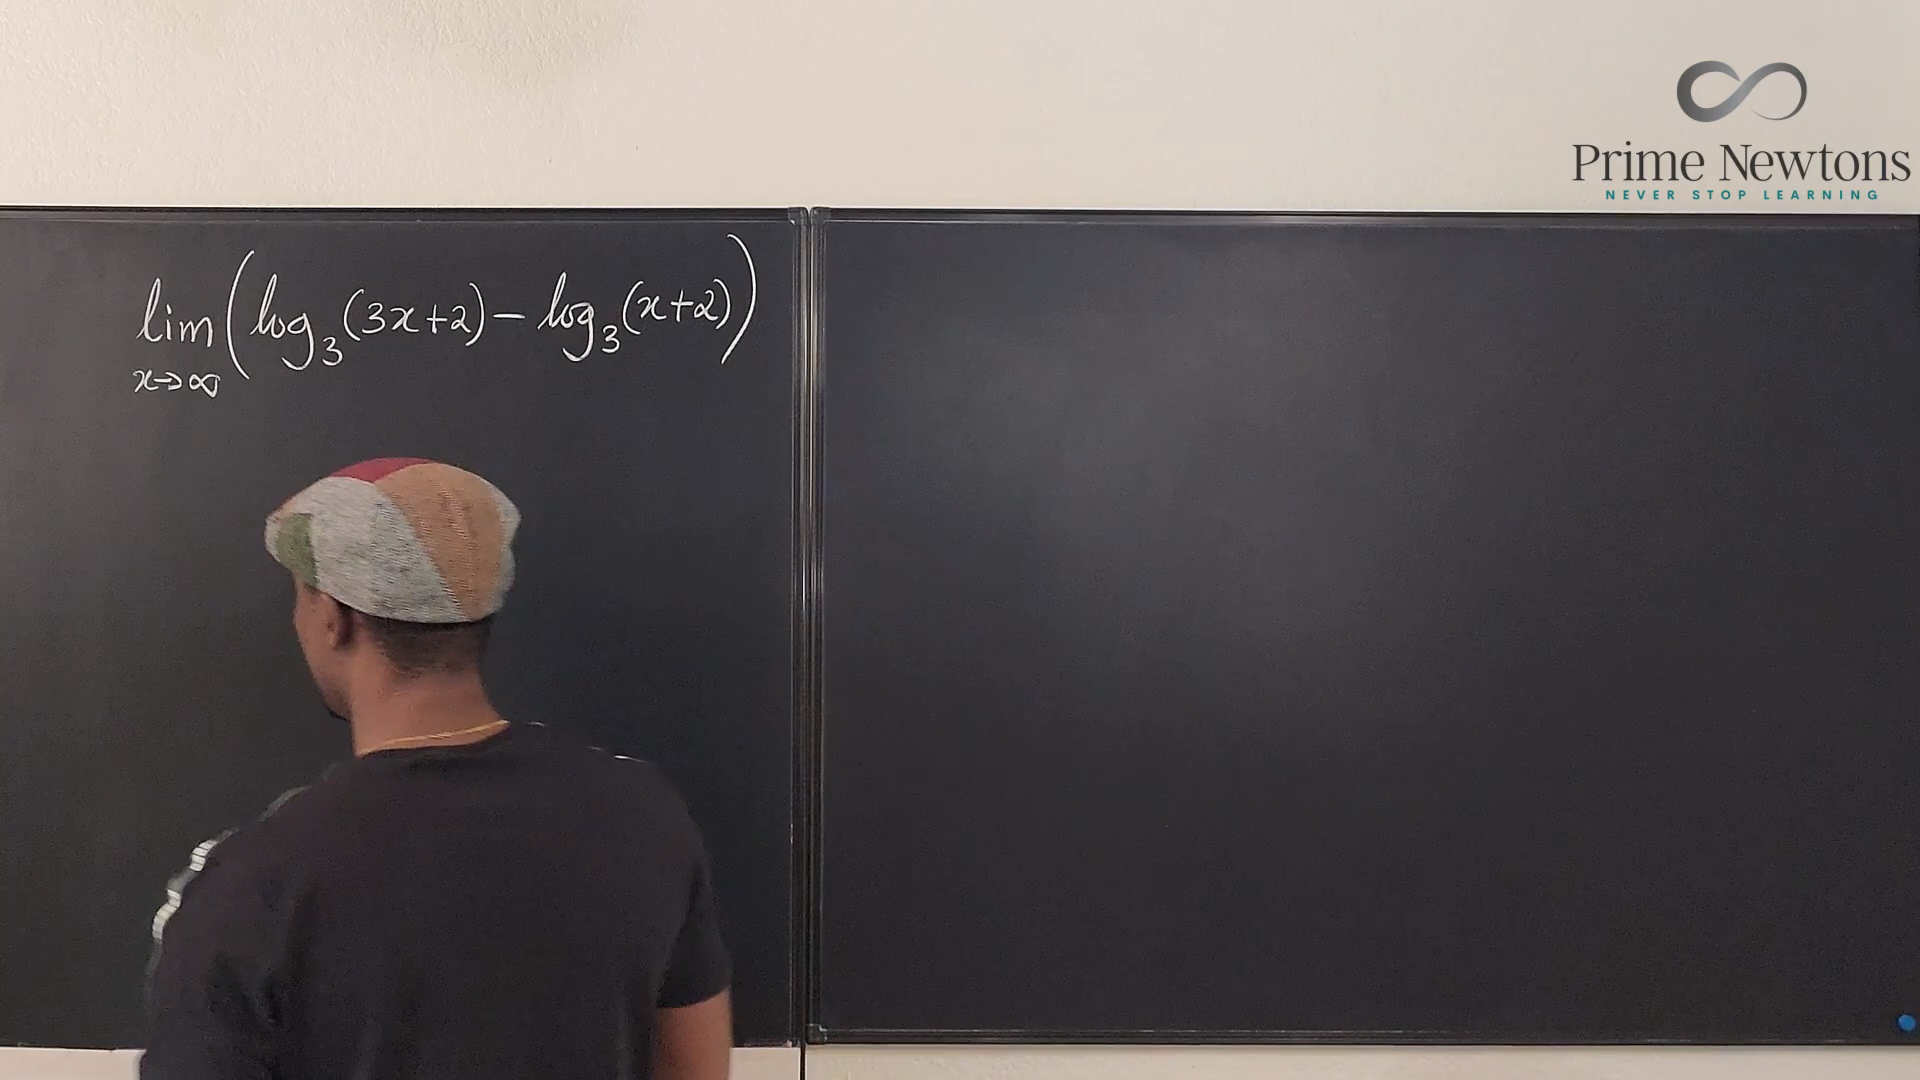 Prime Newtons
NEVER STOP LEARNING
lim (log₃(3x+2) − log₃(x+2))
x→∞